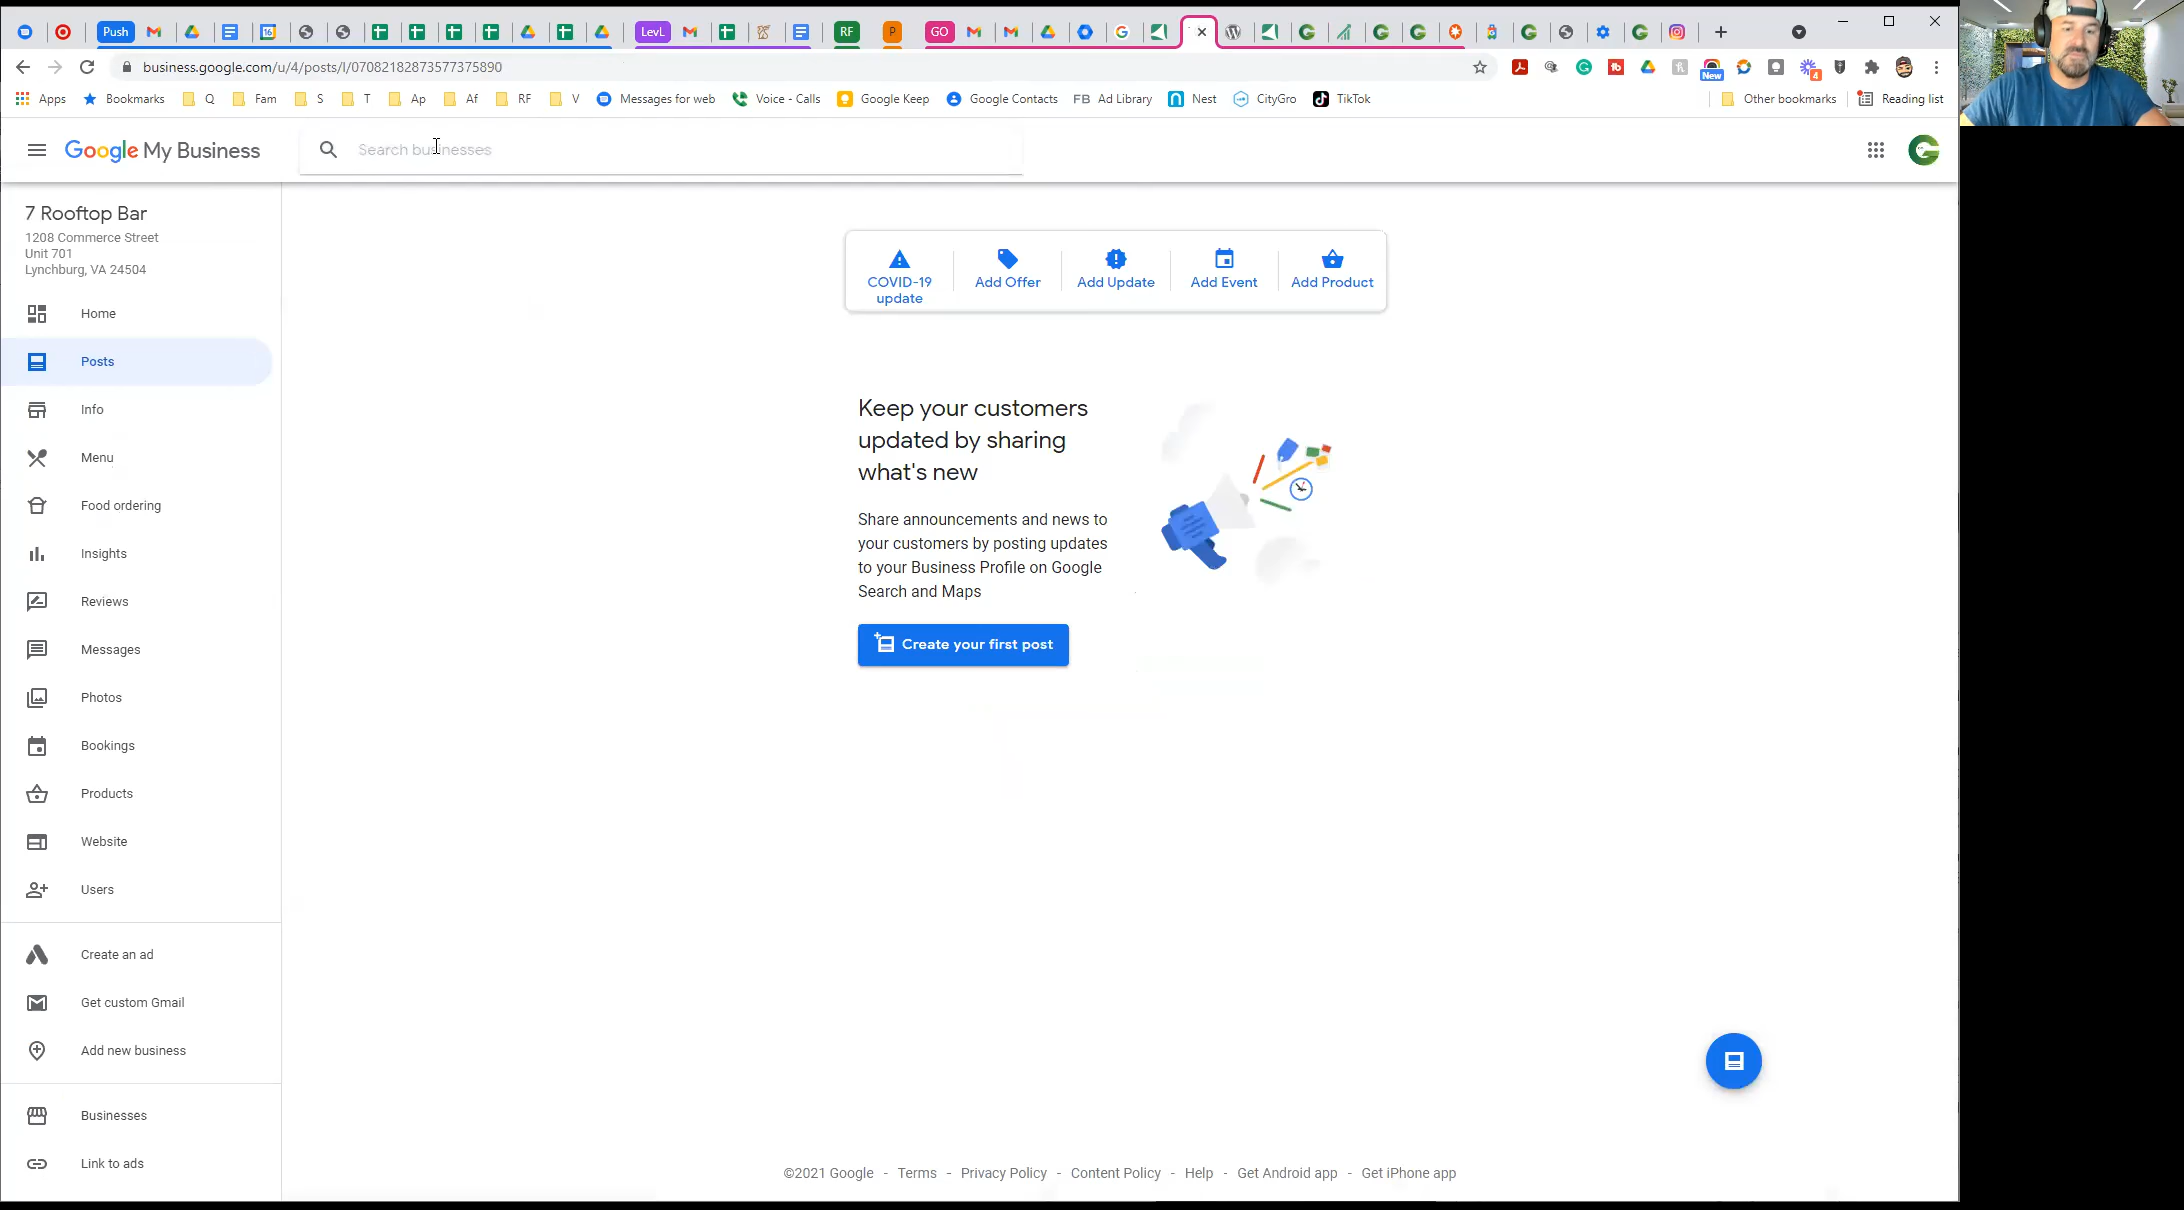 Push
16
LevL
RF
P
GO
business.google.com/u/4/posts/l/07082182873577375890
New
4
Apps
Bookmarks
Q
Fam
S
T
Ap
Af
RF
V
Messages for web
Voice - Calls
Google Keep
Google Contacts
FB Ad Library
Nest
CityGro
TikTok
Other bookmarks
Reading list
Google My Business
Search businesses
7 Rooftop Bar
1208 Commerce Street
Unit 701
Lynchburg, VA 24504
Home
Posts
Info
Menu
Food ordering
Insights
Reviews
Messages
Photos
Bookings
Products
Website
Users
Create an ad
Get custom Gmail
Add new business
Businesses
Link to ads
COVID-19
update
Add Offer
Add Update
Add Event
Add Product
Keep your customers
updated by sharing
what's new
Share announcements and news to
your customers by posting updates
to your Business Profile on Google
Search and Maps
Create your first post
©2021 Google - Terms - Privacy Policy - Content Policy - Help - Get Android app - Get iPhone app